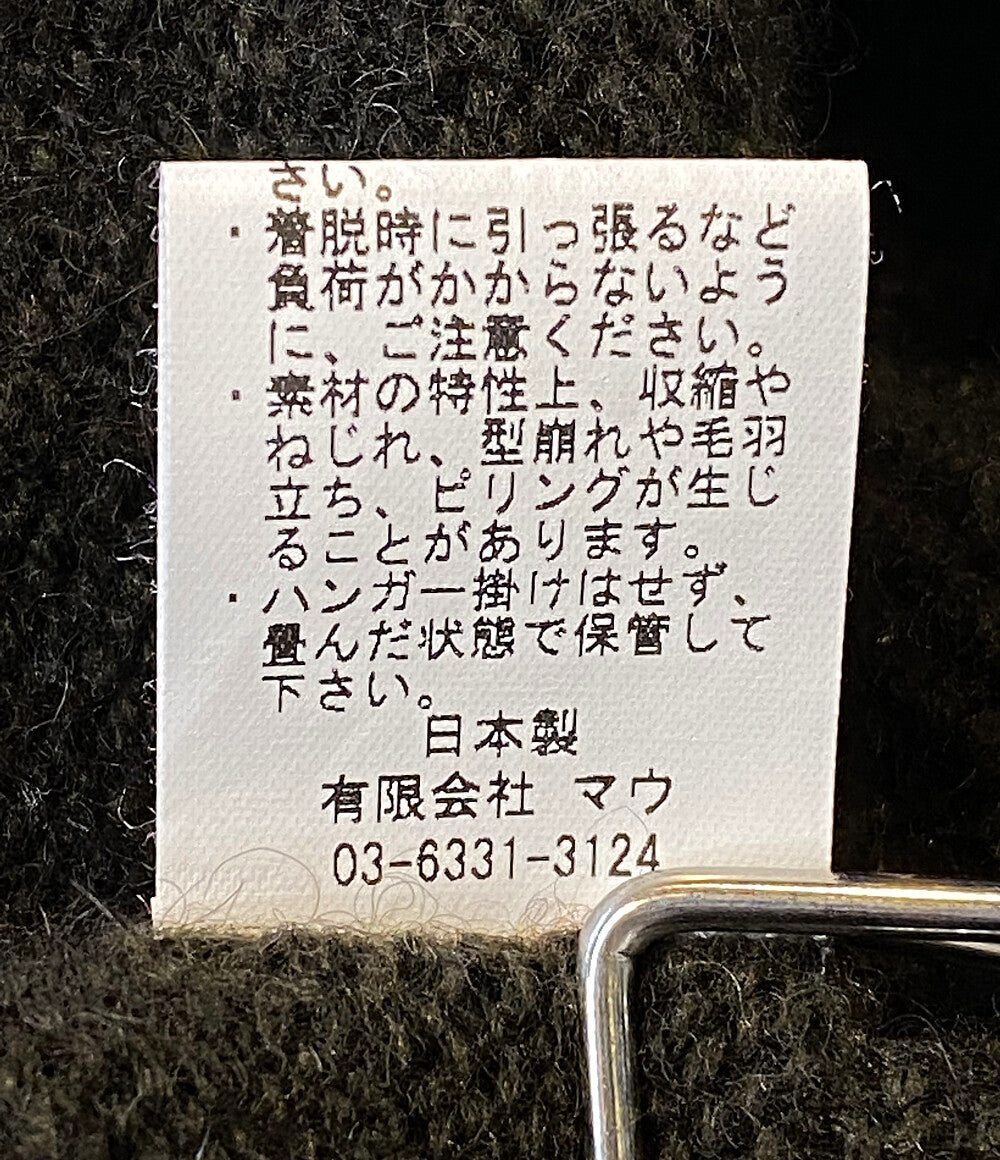 さい。
・着脱時に引っ張るなど
負荷がかからないよう
に、ご注意ください。
・素材の特性上、収縮や
ねじれ、型崩れや毛羽
立ち、ピリングが生じ
ることがあります。
・ハンガー掛けはせず、
畳んだ状態で保管して
下さい。
日本製
有限会社 マウ
03-6331-3124